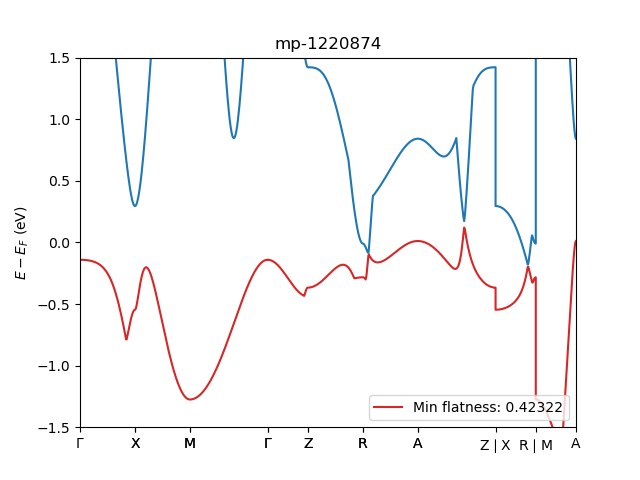 mp-1220874
E − E_F (eV)
1.5
1.0
0.5
0.0
−0.5
−1.0
−1.5
Min flatness: 0.42322
Γ X M Γ Z R A Z | X R | M A